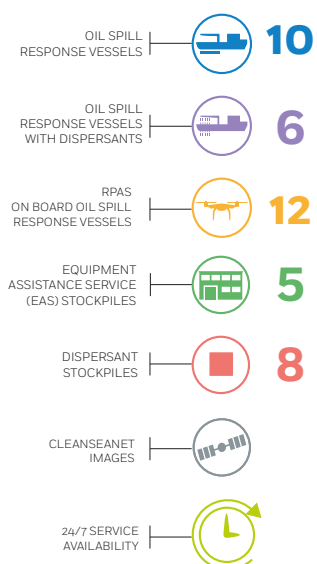 OIL SPILL
RESPONSE VESSELS
10
OIL SPILL
RESPONSE VESSELS
WITH DISPERSANTS
6
RPAS
ON BOARD OIL SPILL
RESPONSE VESSELS
12
EQUIPMENT
ASSISTANCE SERVICE
(EAS) STOCKPILES
5
DISPERSANT
STOCKPILES
8
CLEANSEANET
IMAGES
24/7 SERVICE
AVAILABILITY